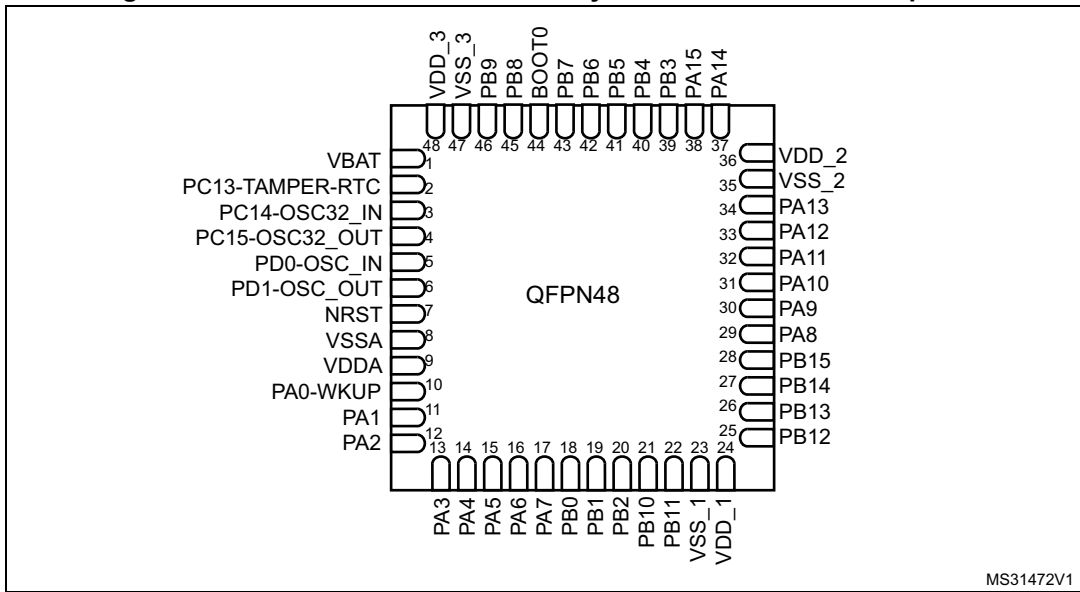 VDD_3
VSS_3
PB9
PB8
BOOT0
PB7
PB6
PB5
PB4
PB3
PA15
PA14
48 47 46 45 44 43 42 41 40 39 38 37
VBAT 1
PC13-TAMPER-RTC 2
PC14-OSC32_IN 3
PC15-OSC32_OUT 4
PD0-OSC_IN 5
PD1-OSC_OUT 6
NRST 7
VSSA 8
VDDA 9
PA0-WKUP 10
PA1 11
PA2 12
QFPN48
36 VDD_2
35 VSS_2
34 PA13
33 PA12
32 PA11
31 PA10
30 PA9
29 PA8
28 PB15
27 PB14
26 PB13
25 PB12
13 14 15 16 17 18 19 20 21 22 23 24
PA3
PA4
PA5
PA6
PA7
PB0
PB1
PB2
PB10
PB11
VSS_1
VDD_1
MS31472V1